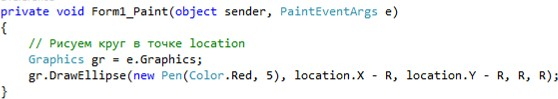 private void Form1_Paint(object sender, PaintEventArgs e)
{
// Рисуем круг в точке location
Graphics gr = e.Graphics;
gr.DrawEllipse(new Pen(Color.Red, 5), location.X - R, location.Y - R, R, R);
}